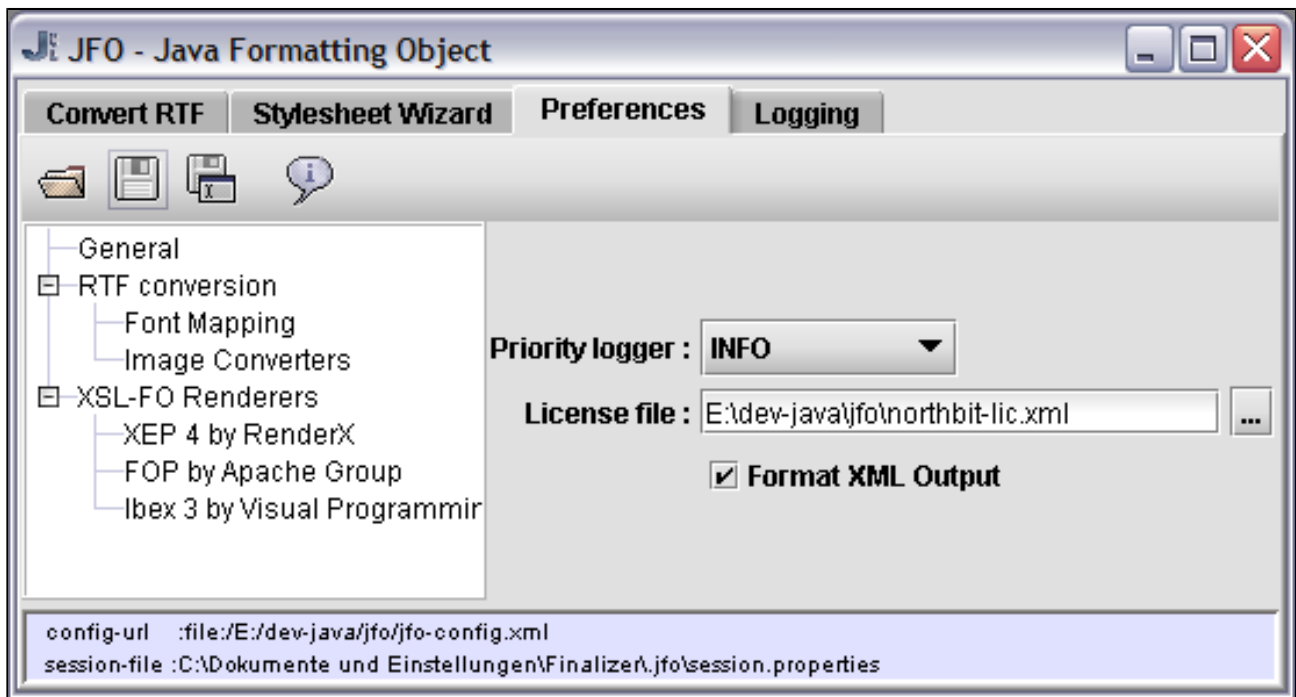 JFO - Java Formatting Object
Convert RTF Stylesheet Wizard Preferences Logging
General
RTF conversion
Font Mapping
Image Converters
XSL-FO Renderers
XEP 4 by RenderX
FOP by Apache Group
Ibex 3 by Visual Programmin
Priority logger : INFO
License file : E:\dev-java\jfo\northbit-lic.xml ...
Format XML Output
config-url :file:/E:/dev-java/jfo/jfo-config.xml
session-file :C:\Dokumente und Einstellungen\Finalizer\.jfo\session.properties